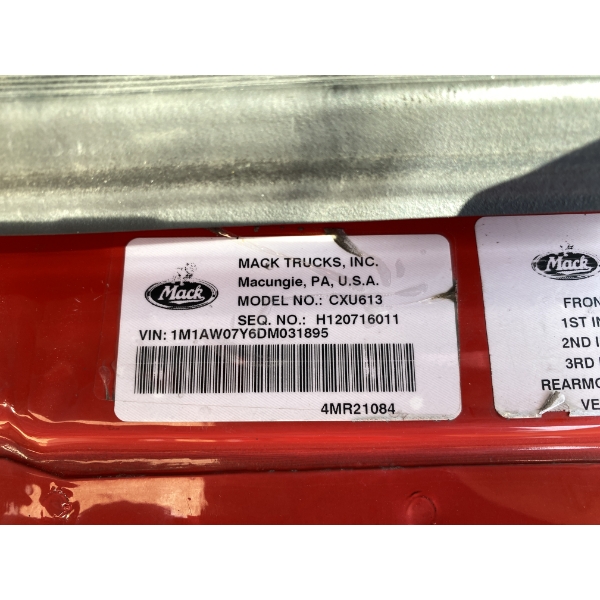 Mack
MACK TRUCKS, INC.
Macungie, PA, U.S.A.
MODEL NO.: CXU613
SEQ. NO.: H120716011
VIN: 1M1AW07Y6DM031895
4MR21084
Mack
FRON
1ST IN
2ND I
3RD
REARMO
VE